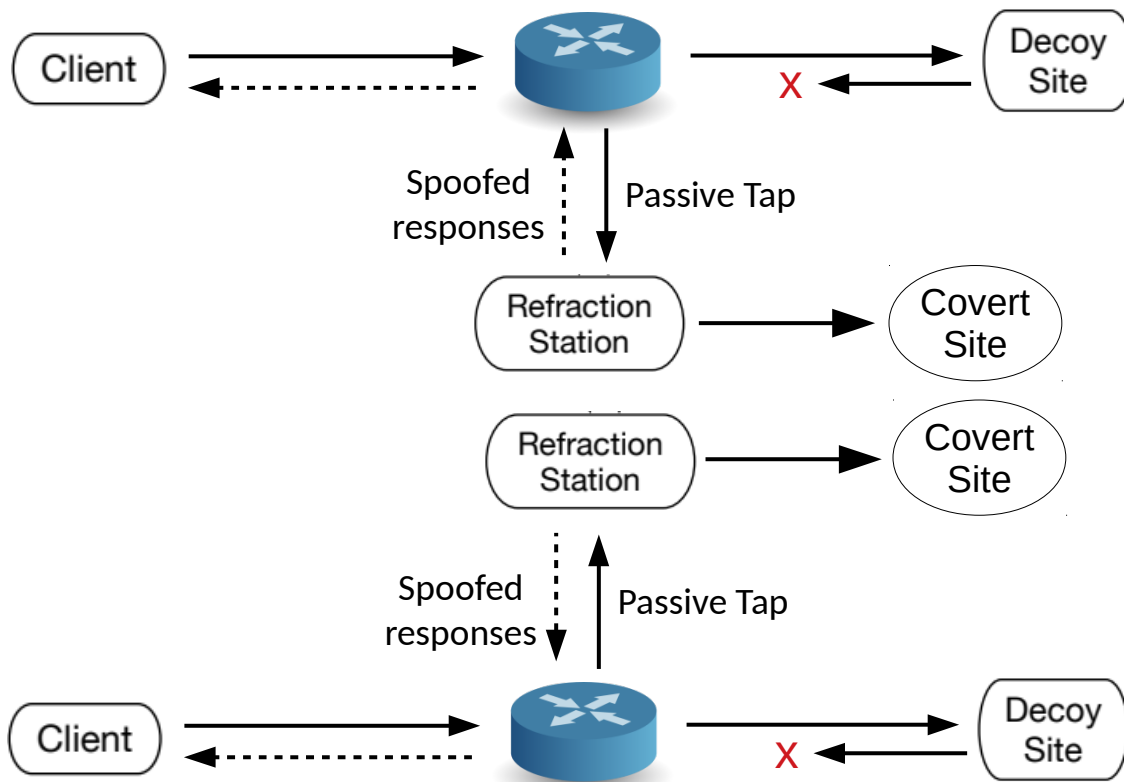 Client
Decoy
Site
X
Spoofed
responses
Passive Tap
Refraction
Station
Covert
Site
Refraction
Station
Covert
Site
Spoofed
responses
Passive Tap
Client
Decoy
Site
X